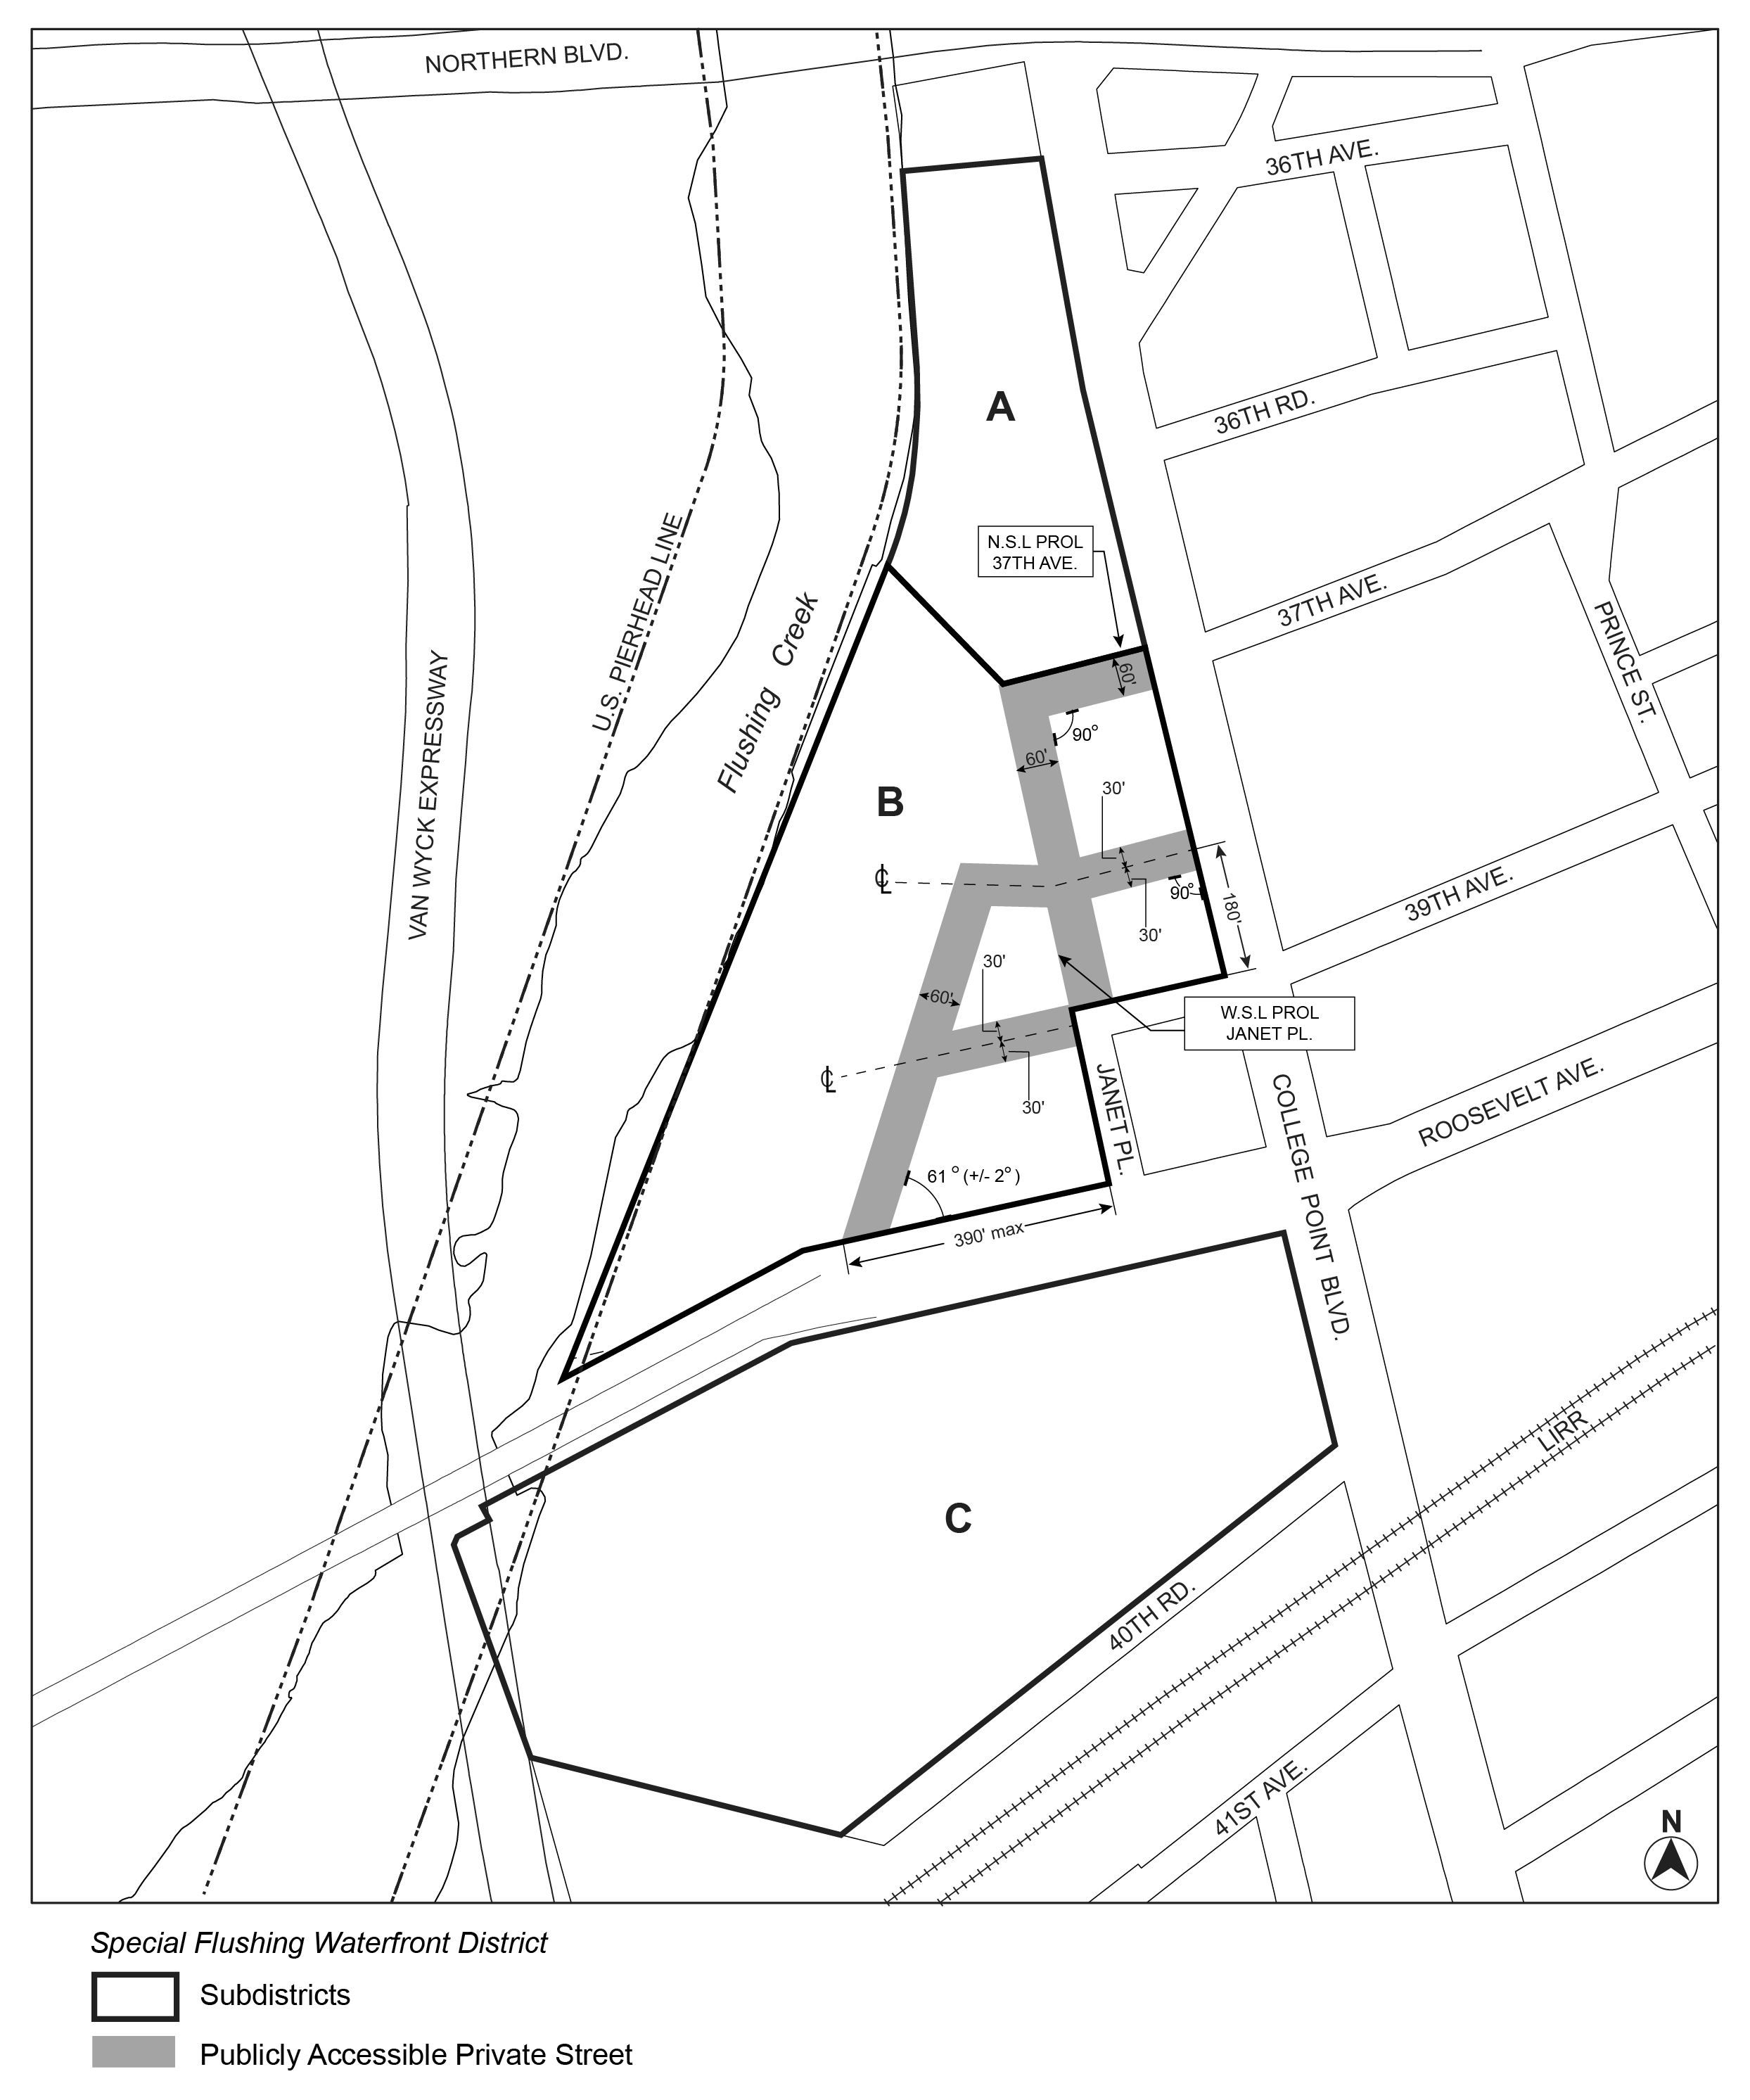 NORTHERN BLVD.
36TH AVE.
36TH RD.
A
N.S.L PROL
37TH AVE.
37TH AVE.
U.S. PIERHEAD LINE
Flushing Creek
PRINCE ST.
VAN WYCK EXPRESSWAY
60'
90°
60'
B
30'
℄
90°
180'
30'
39TH AVE.
30'
60'
W.S.L PROL
JANET PL.
℄
30'
JANET PL.
COLLEGE POINT BLVD.
ROOSEVELT AVE.
61° (+/- 2°)
390' max
LIRR
C
40TH RD.
41ST AVE.
N
Special Flushing Waterfront District
Subdistricts
Publicly Accessible Private Street